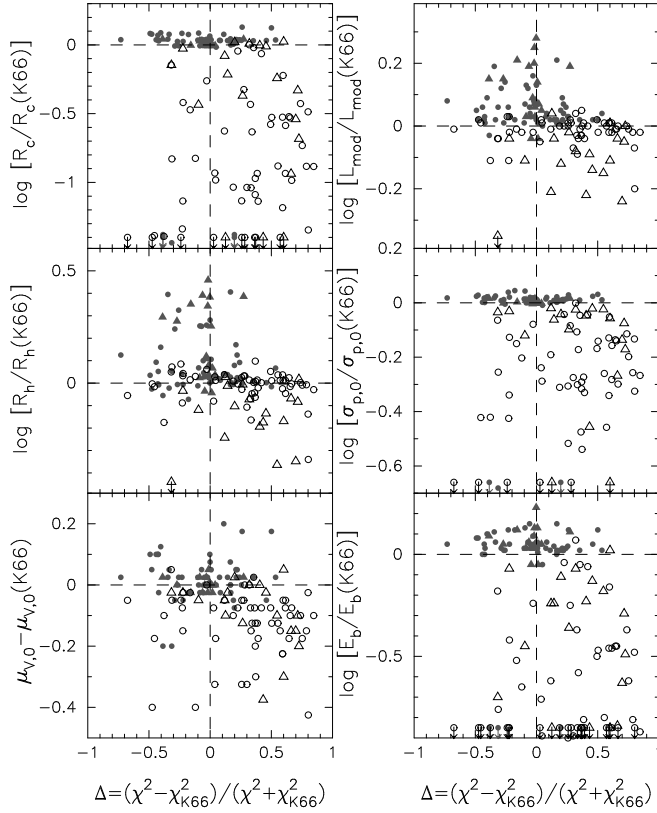 log [R_c/R_c(K66)]
0
−0.5
−1
log [L_mod/L_mod(K66)]
0.2
0
−0.2
log [R_h/R_h(K66)]
0.5
0
log [σ_p,0/σ_p,0(K66)]
0.2
0
−0.2
−0.4
−0.6
μ_V,0−μ_V,0(K66)
0.2
0
−0.2
−0.4
log [E_b/E_b(K66)]
0
−0.5
−1 −0.5 0 0.5 1
−0.5 0 0.5 1
Δ=(χ²−χ²_K66)/(χ²+χ²_K66)
Δ=(χ²−χ²_K66)/(χ²+χ²_K66)